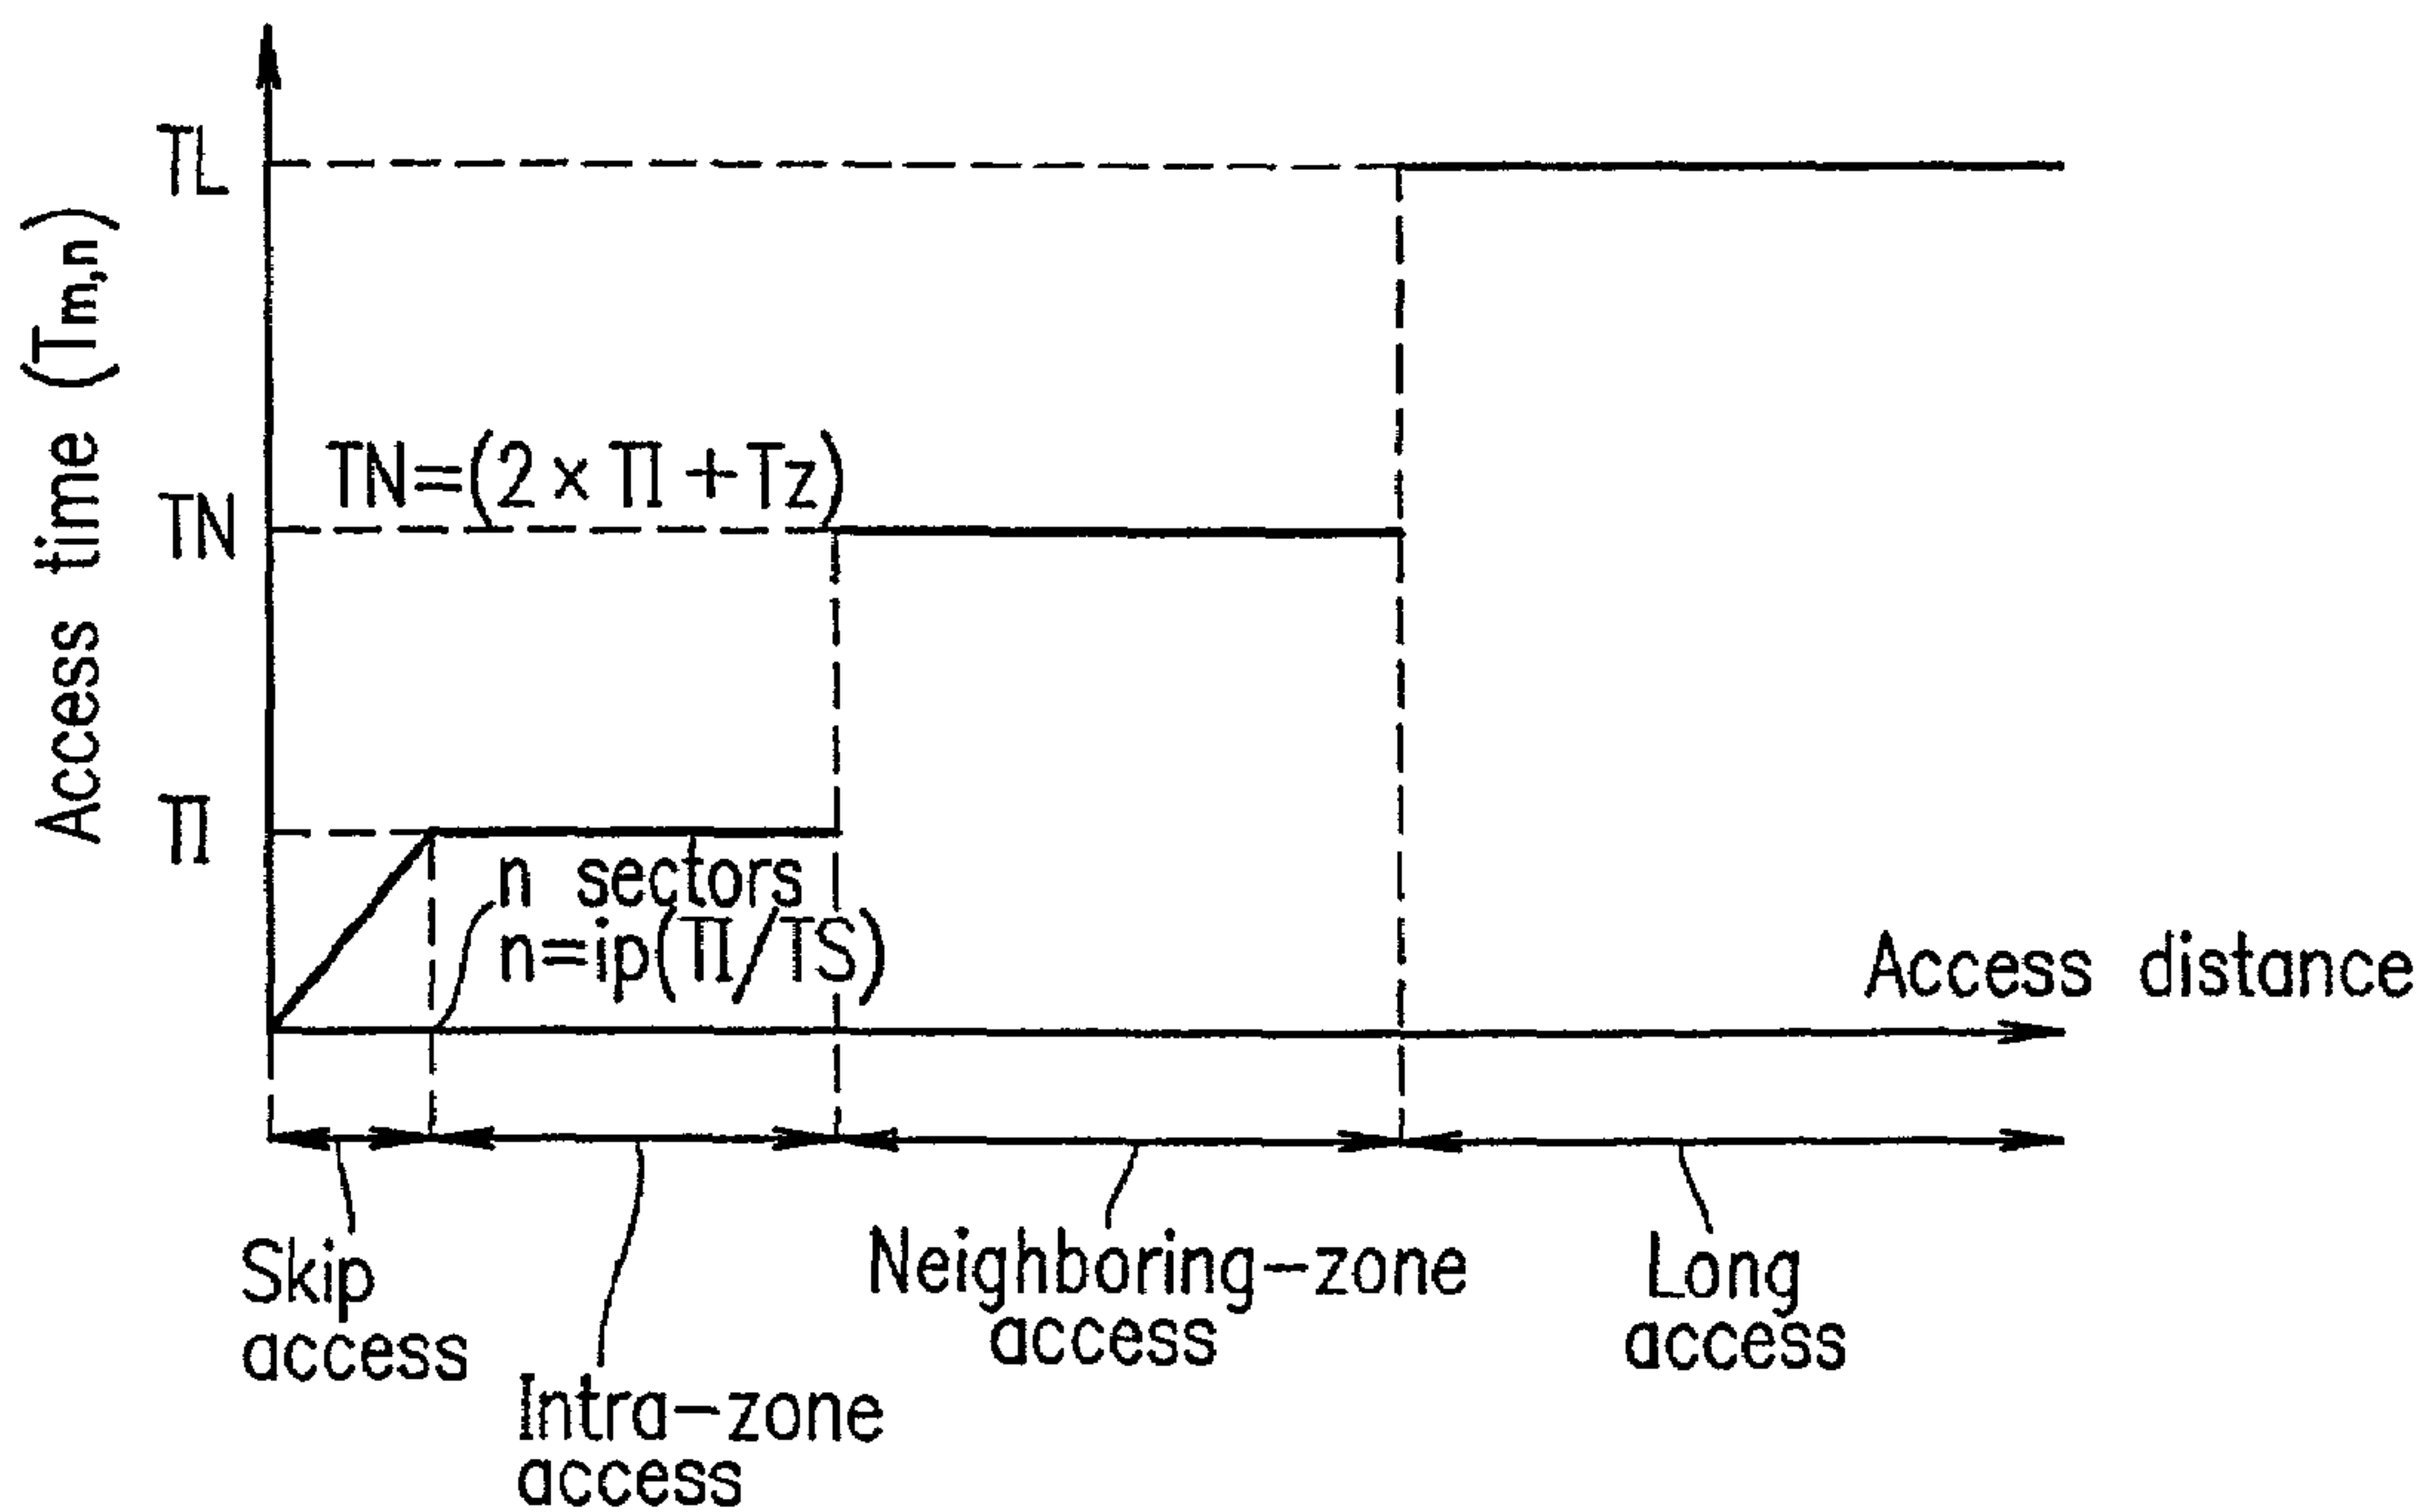 Access time (Tm,n)
TL
TN=(2×TI+Tz)
TN
TI
n sectors
n=ip(TI/TS)
Access distance
Skip
access
Intra-zone
access
Neighboring-zone
access
Long
access